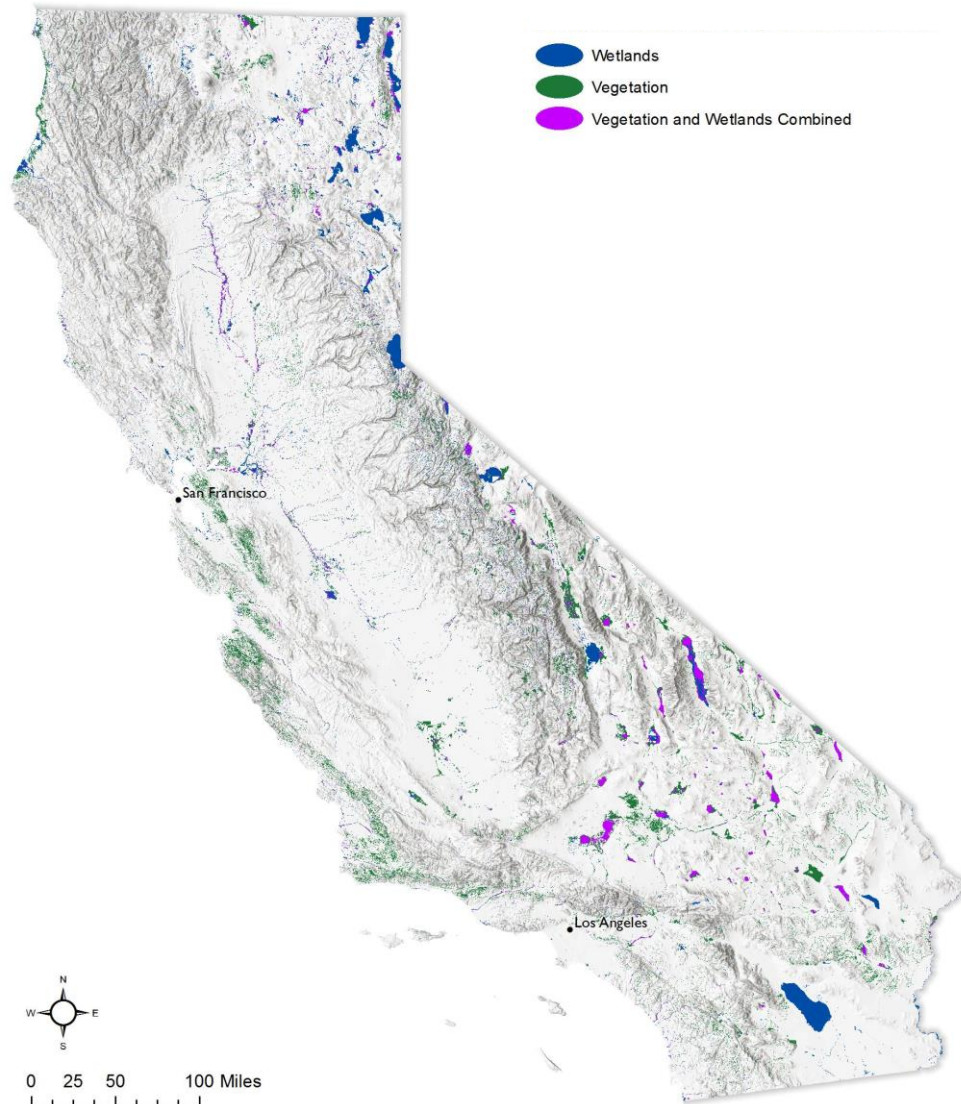 Wetlands
Vegetation
Vegetation and Wetlands Combined
San Francisco
Los Angeles
N
W E
S
0 25 50 100 Miles